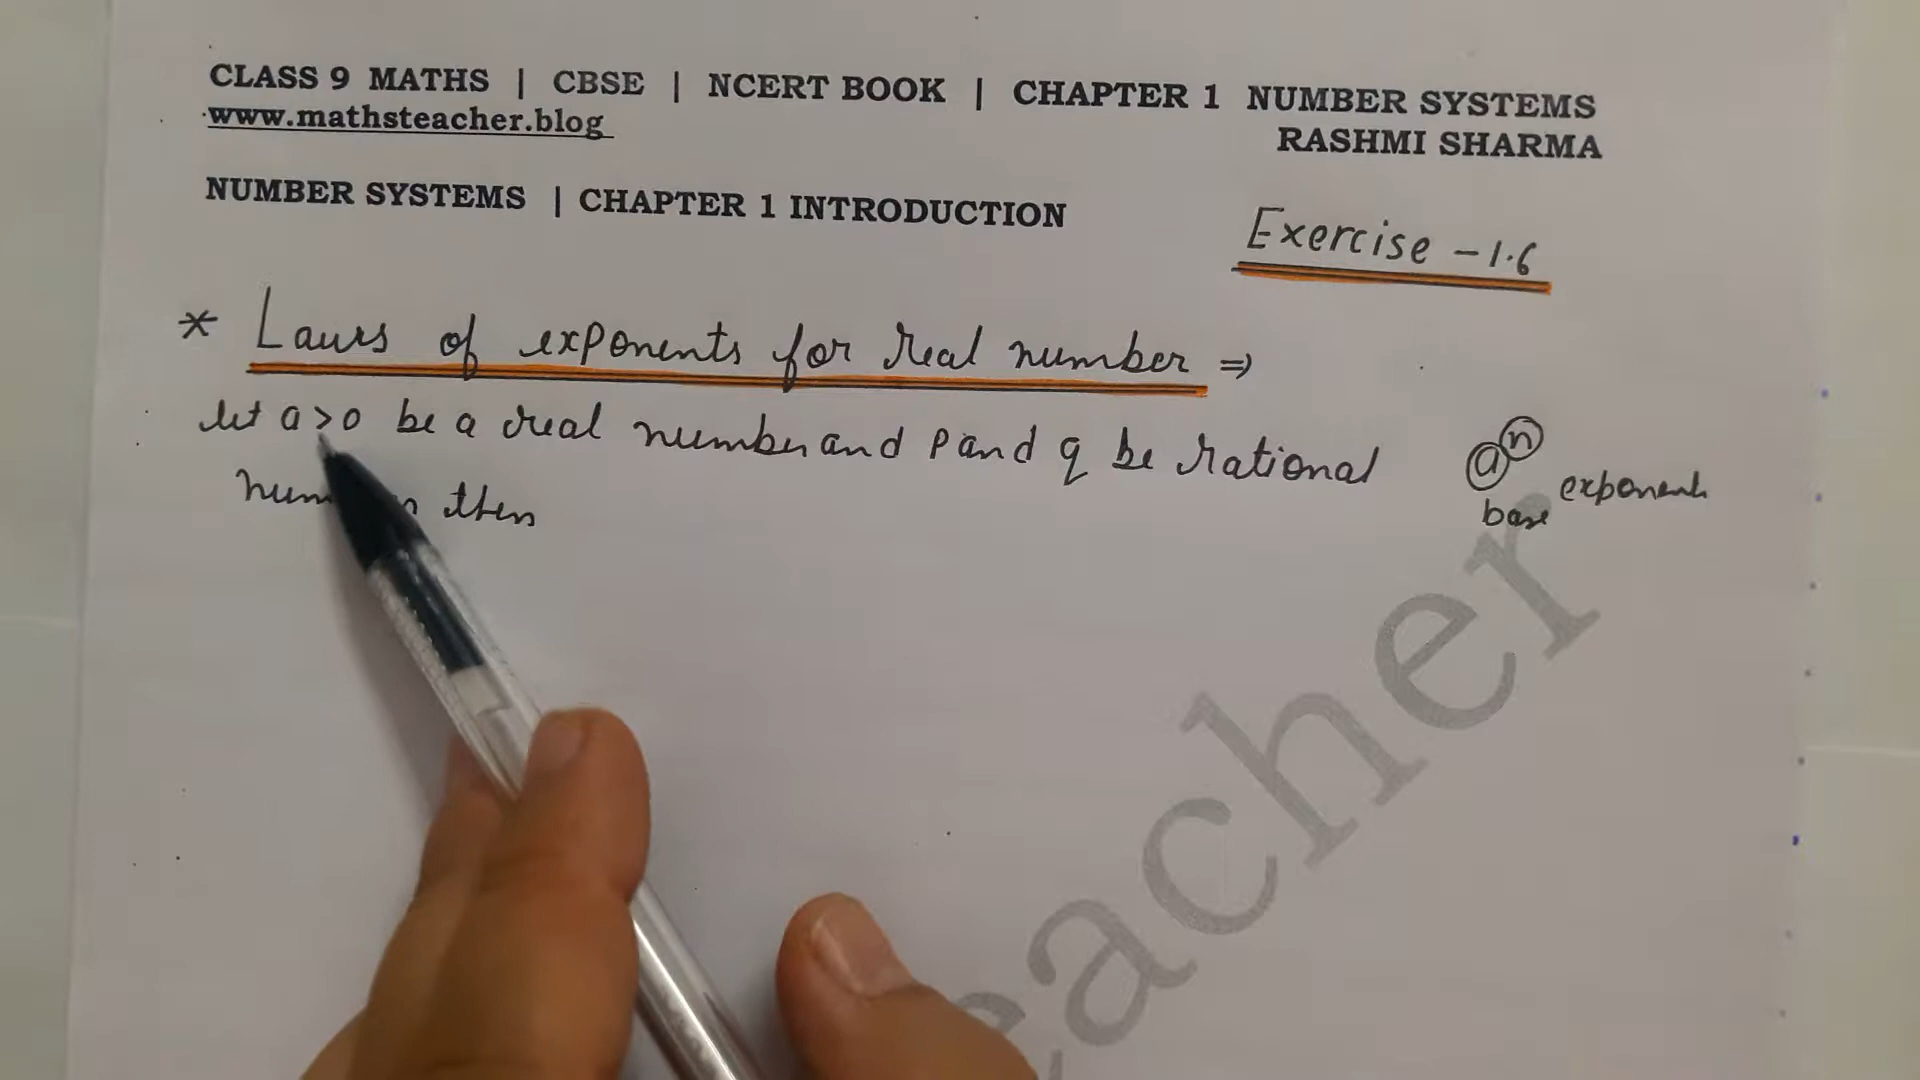 CLASS 9 MATHS | CBSE | NCERT BOOK | CHAPTER 1 NUMBER SYSTEMS
www.mathsteacher.blog
RASHMI SHARMA
NUMBER SYSTEMS | CHAPTER 1 INTRODUCTION
Exercise - 1.6
* Laws of exponents for real number ⇒
let a > 0 be a real number and p and q be rational
then
a^n
base
exponent
eacher